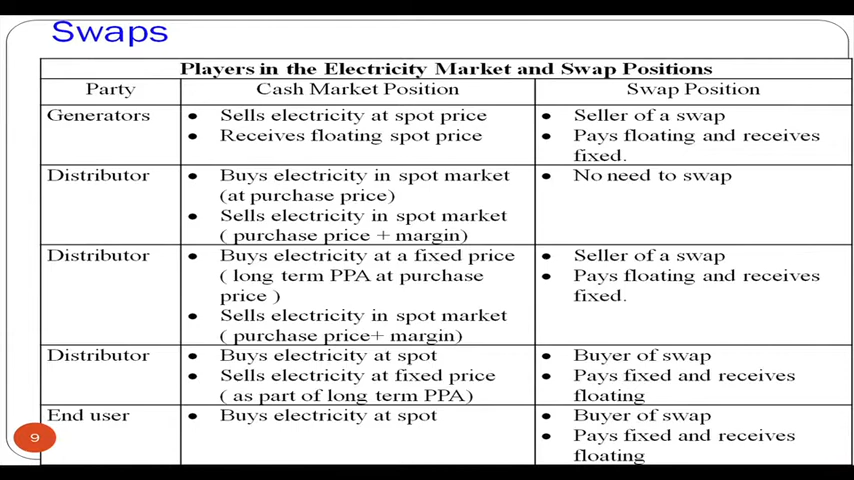 Swaps
Players in the Electricity Market and Swap Positions
Party Cash Market Position Swap Position
Generators
• Sells electricity at spot price
• Receives floating spot price
• Seller of a swap
• Pays floating and receives
fixed.
Distributor
• Buys electricity in spot market
(at purchase price)
• Sells electricity in spot market
( purchase price + margin)
• No need to swap
Distributor
• Buys electricity at a fixed price
( long term PPA at purchase
price )
• Sells electricity in spot market
( purchase price+ margin)
• Seller of a swap
• Pays floating and receives
fixed.
Distributor
• Buys electricity at spot
• Sells electricity at fixed price
( as part of long term PPA)
• Buyer of swap
• Pays fixed and receives
floating
End user
• Buys electricity at spot
• Buyer of swap
• Pays fixed and receives
floating
9